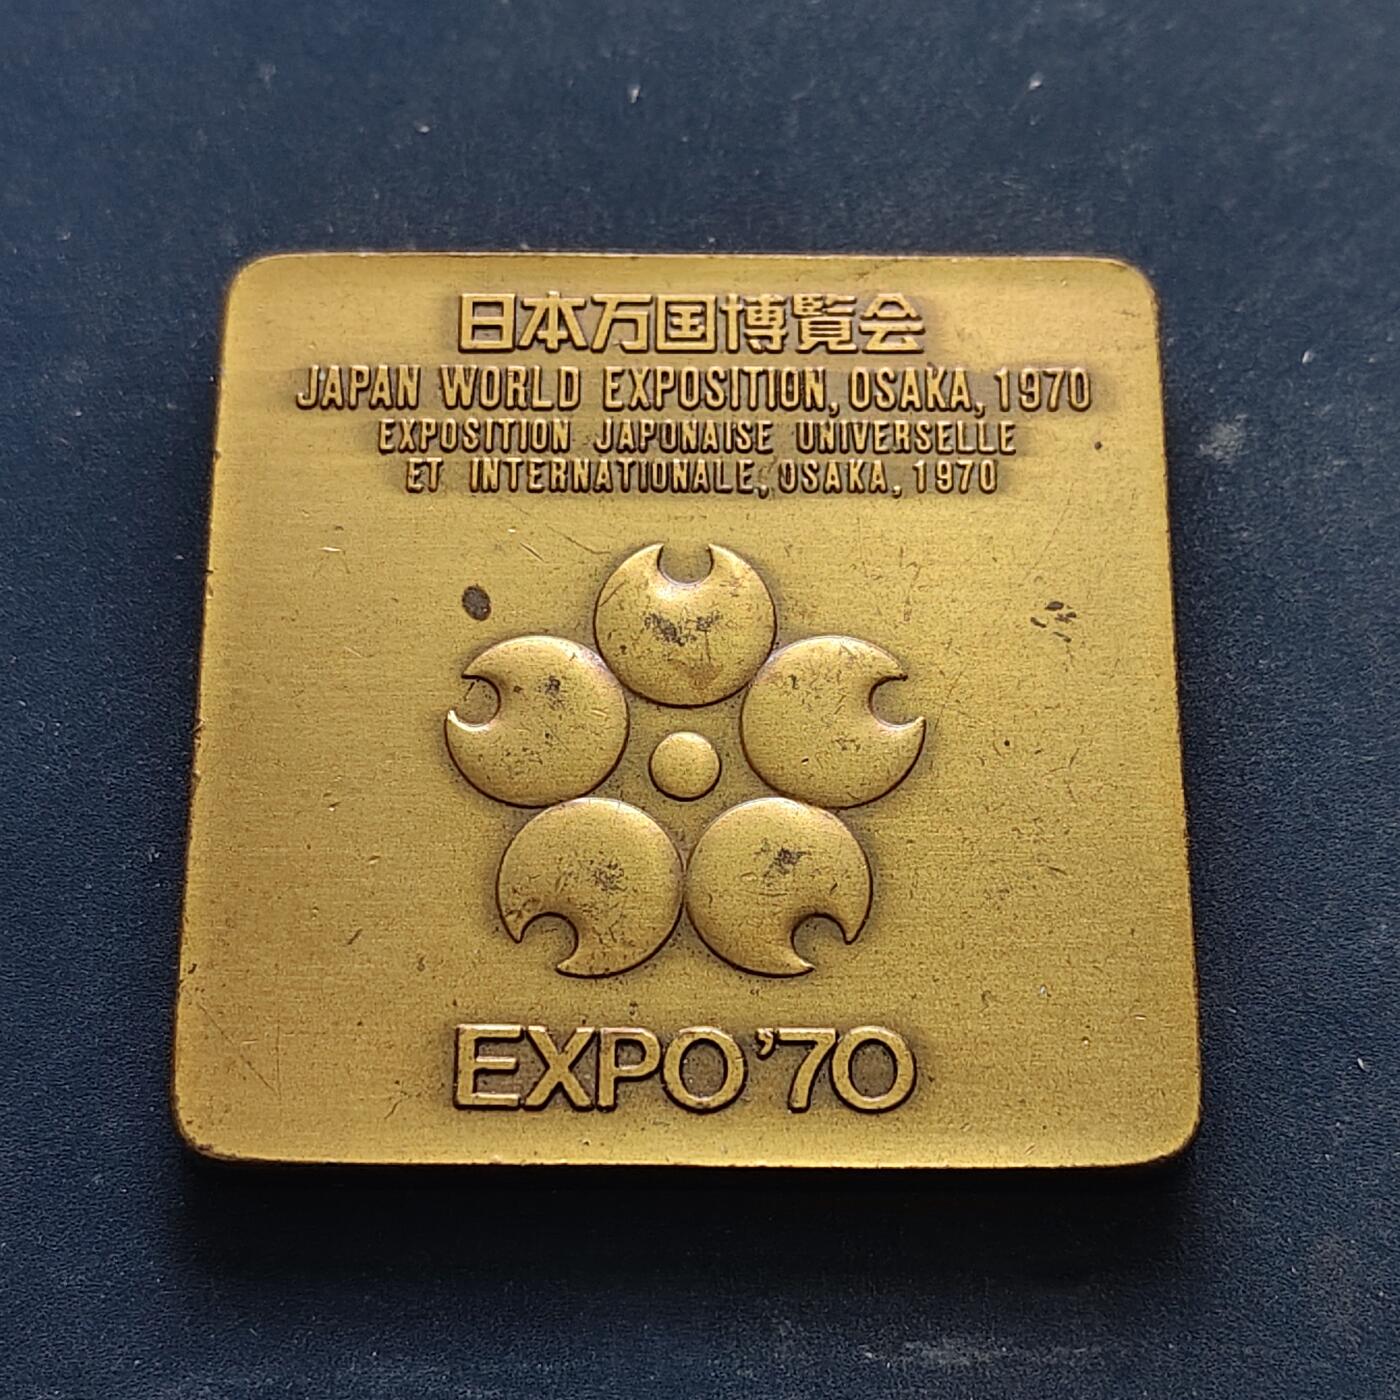 日本万国博覧会
JAPAN WORLD EXPOSITION, OSAKA, 1970
EXPOSITION JAPONAISE UNIVERSELLE
ET INTERNATIONALE, OSAKA, 1970
EXPO'70